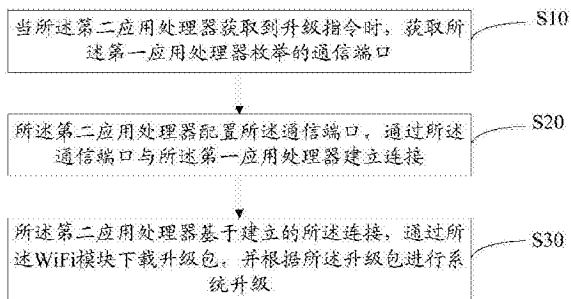 当所述第二应用处理器获取到升级指令时，获取所
述第一应用处理器枚举的通信端口
S10
所述第二应用处理器配置所述通信端口，通过所述
通信端口与所述第一应用处理器建立连接
S20
所述第二应用处理器基于建立的所述连接，通过所
述WiFi模块下载升级包，并根据所述升级包进行系
统升级
S30